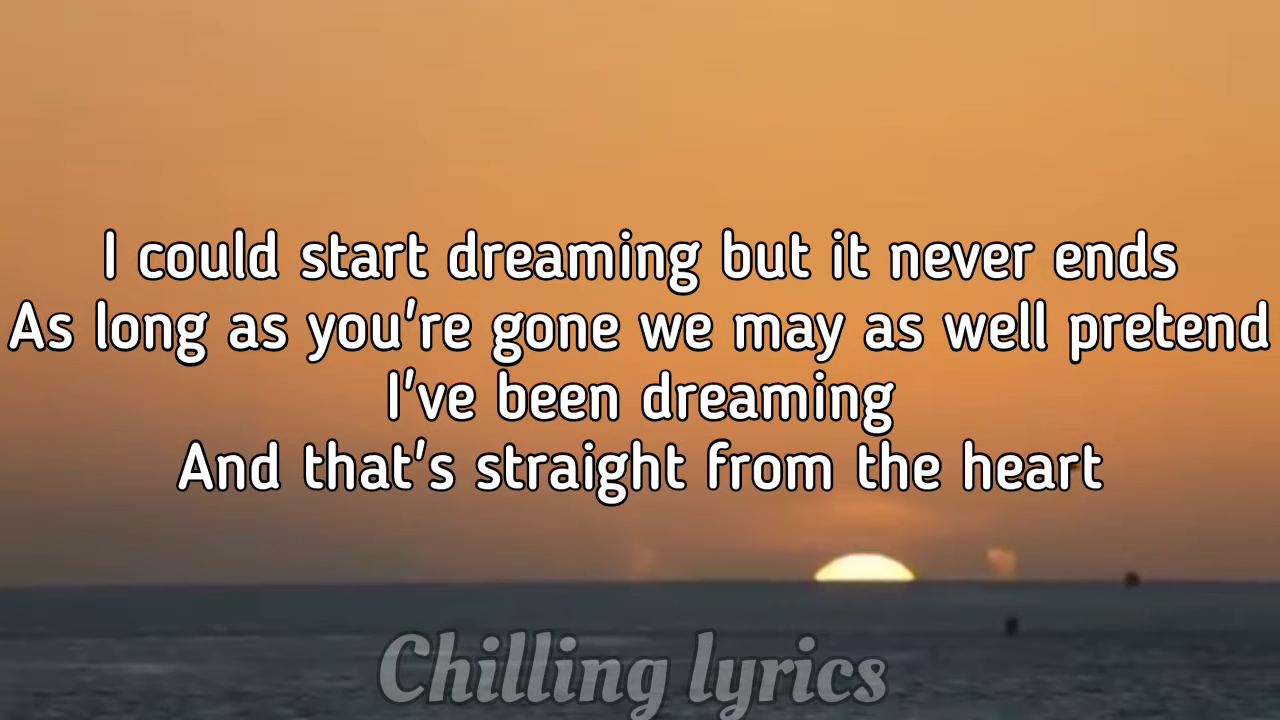 I could start dreaming but it never ends
As long as you're gone we may as well pretend
I've been dreaming
And that's straight from the heart
Chilling lyrics